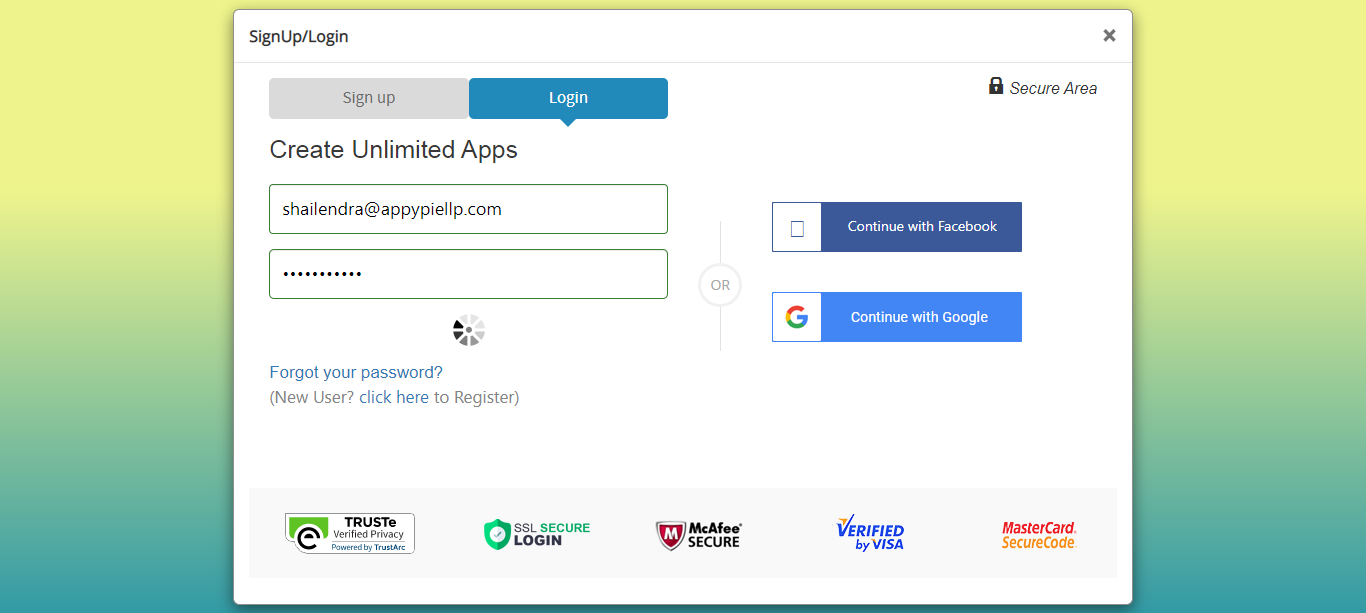 SignUp/Login
×
Sign up
Login
Secure Area
Create Unlimited Apps
shailendra@appypiellp.com
•••••••••••
OR
Continue with Facebook
Continue with Google
Forgot your password?
(New User? click here to Register)
TRUSTe
Verified Privacy
Powered by TrustArc
SSL SECURE
LOGIN
McAfee
SECURE
VERIFIED
by VISA
MasterCard.
SecureCode.